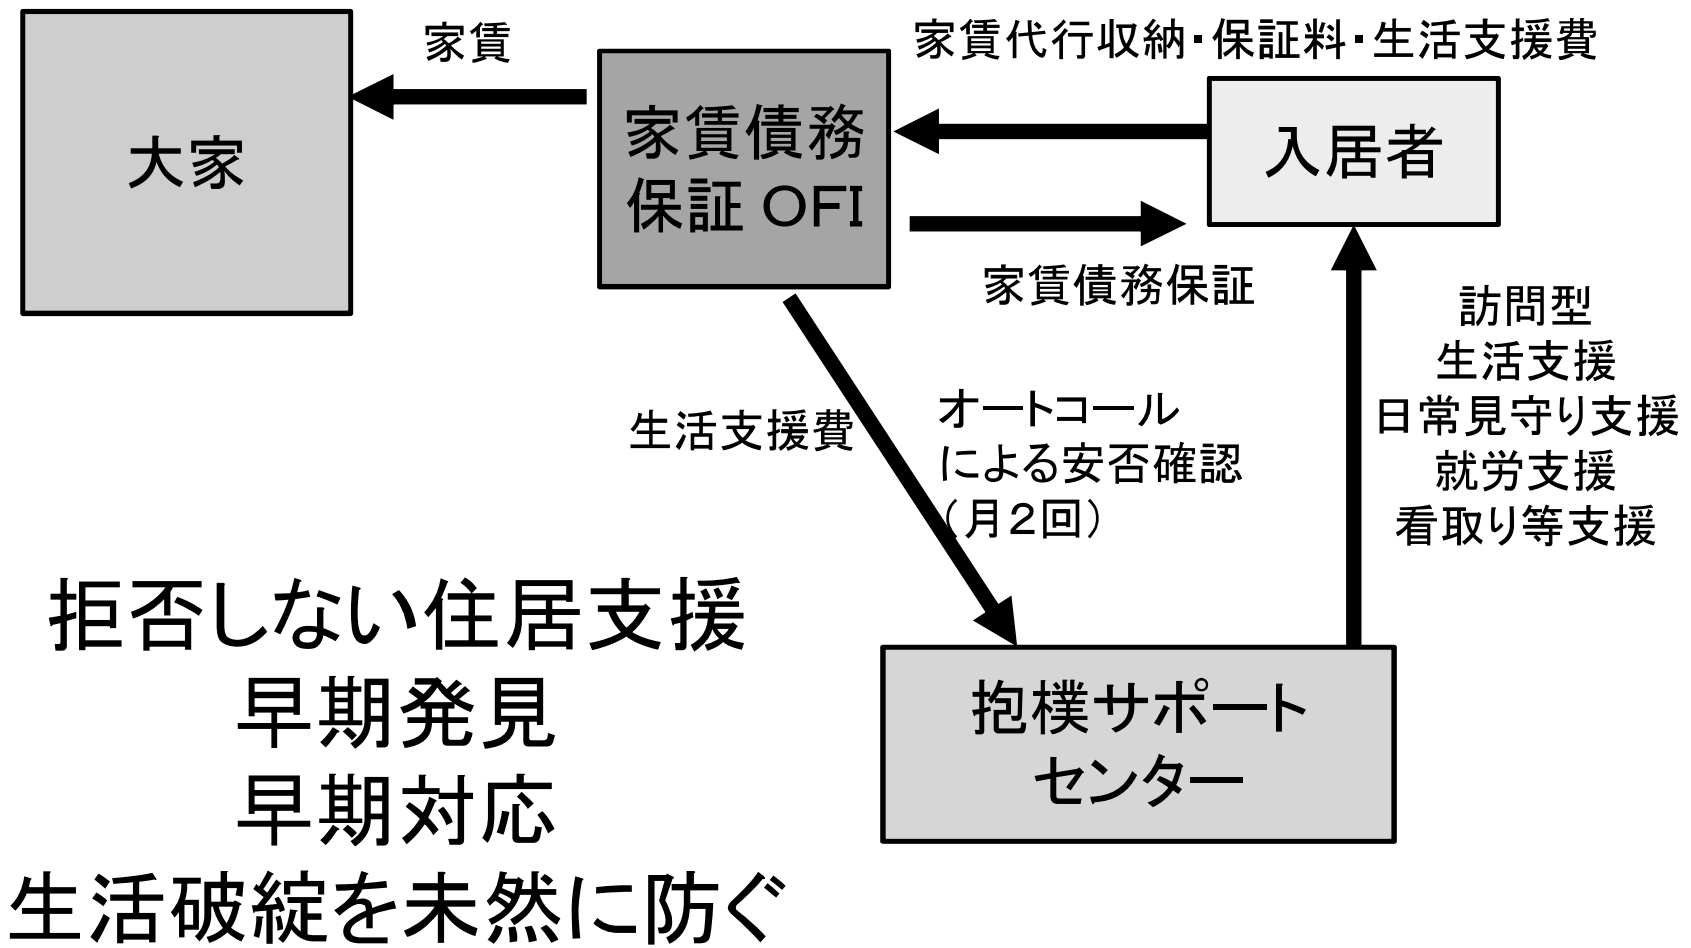 家賃
家賃代行収納・保証料・生活支援費
大家
家賃債務
保証 OFI
入居者
家賃債務保証
訪問型
生活支援
日常見守り支援
就労支援
看取り等支援
生活支援費
オートコール
による安否確認
（月２回）
拒否しない住居支援
早期発見
早期対応
生活破綻を未然に防ぐ
抱樸サポート
センター